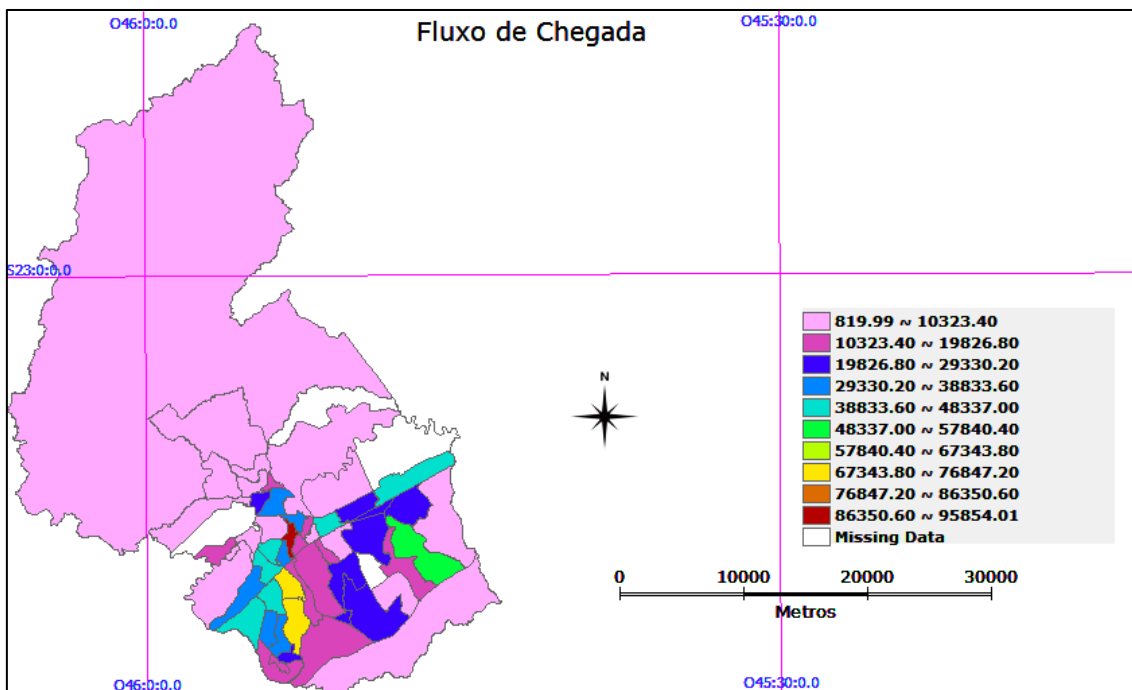 O46:0:0.0
Fluxo de Chegada
O45:30:0.0
S23:0:0.0
819.99 ~ 10323.40
10323.40 ~ 19826.80
19826.80 ~ 29330.20
29330.20 ~ 38833.60
38833.60 ~ 48337.00
48337.00 ~ 57840.40
57840.40 ~ 67343.80
67343.80 ~ 76847.20
76847.20 ~ 86350.60
86350.60 ~ 95854.01
Missing Data
N
0 10000 20000 30000
Metros
O46:0:0.0
O45:30:0.0